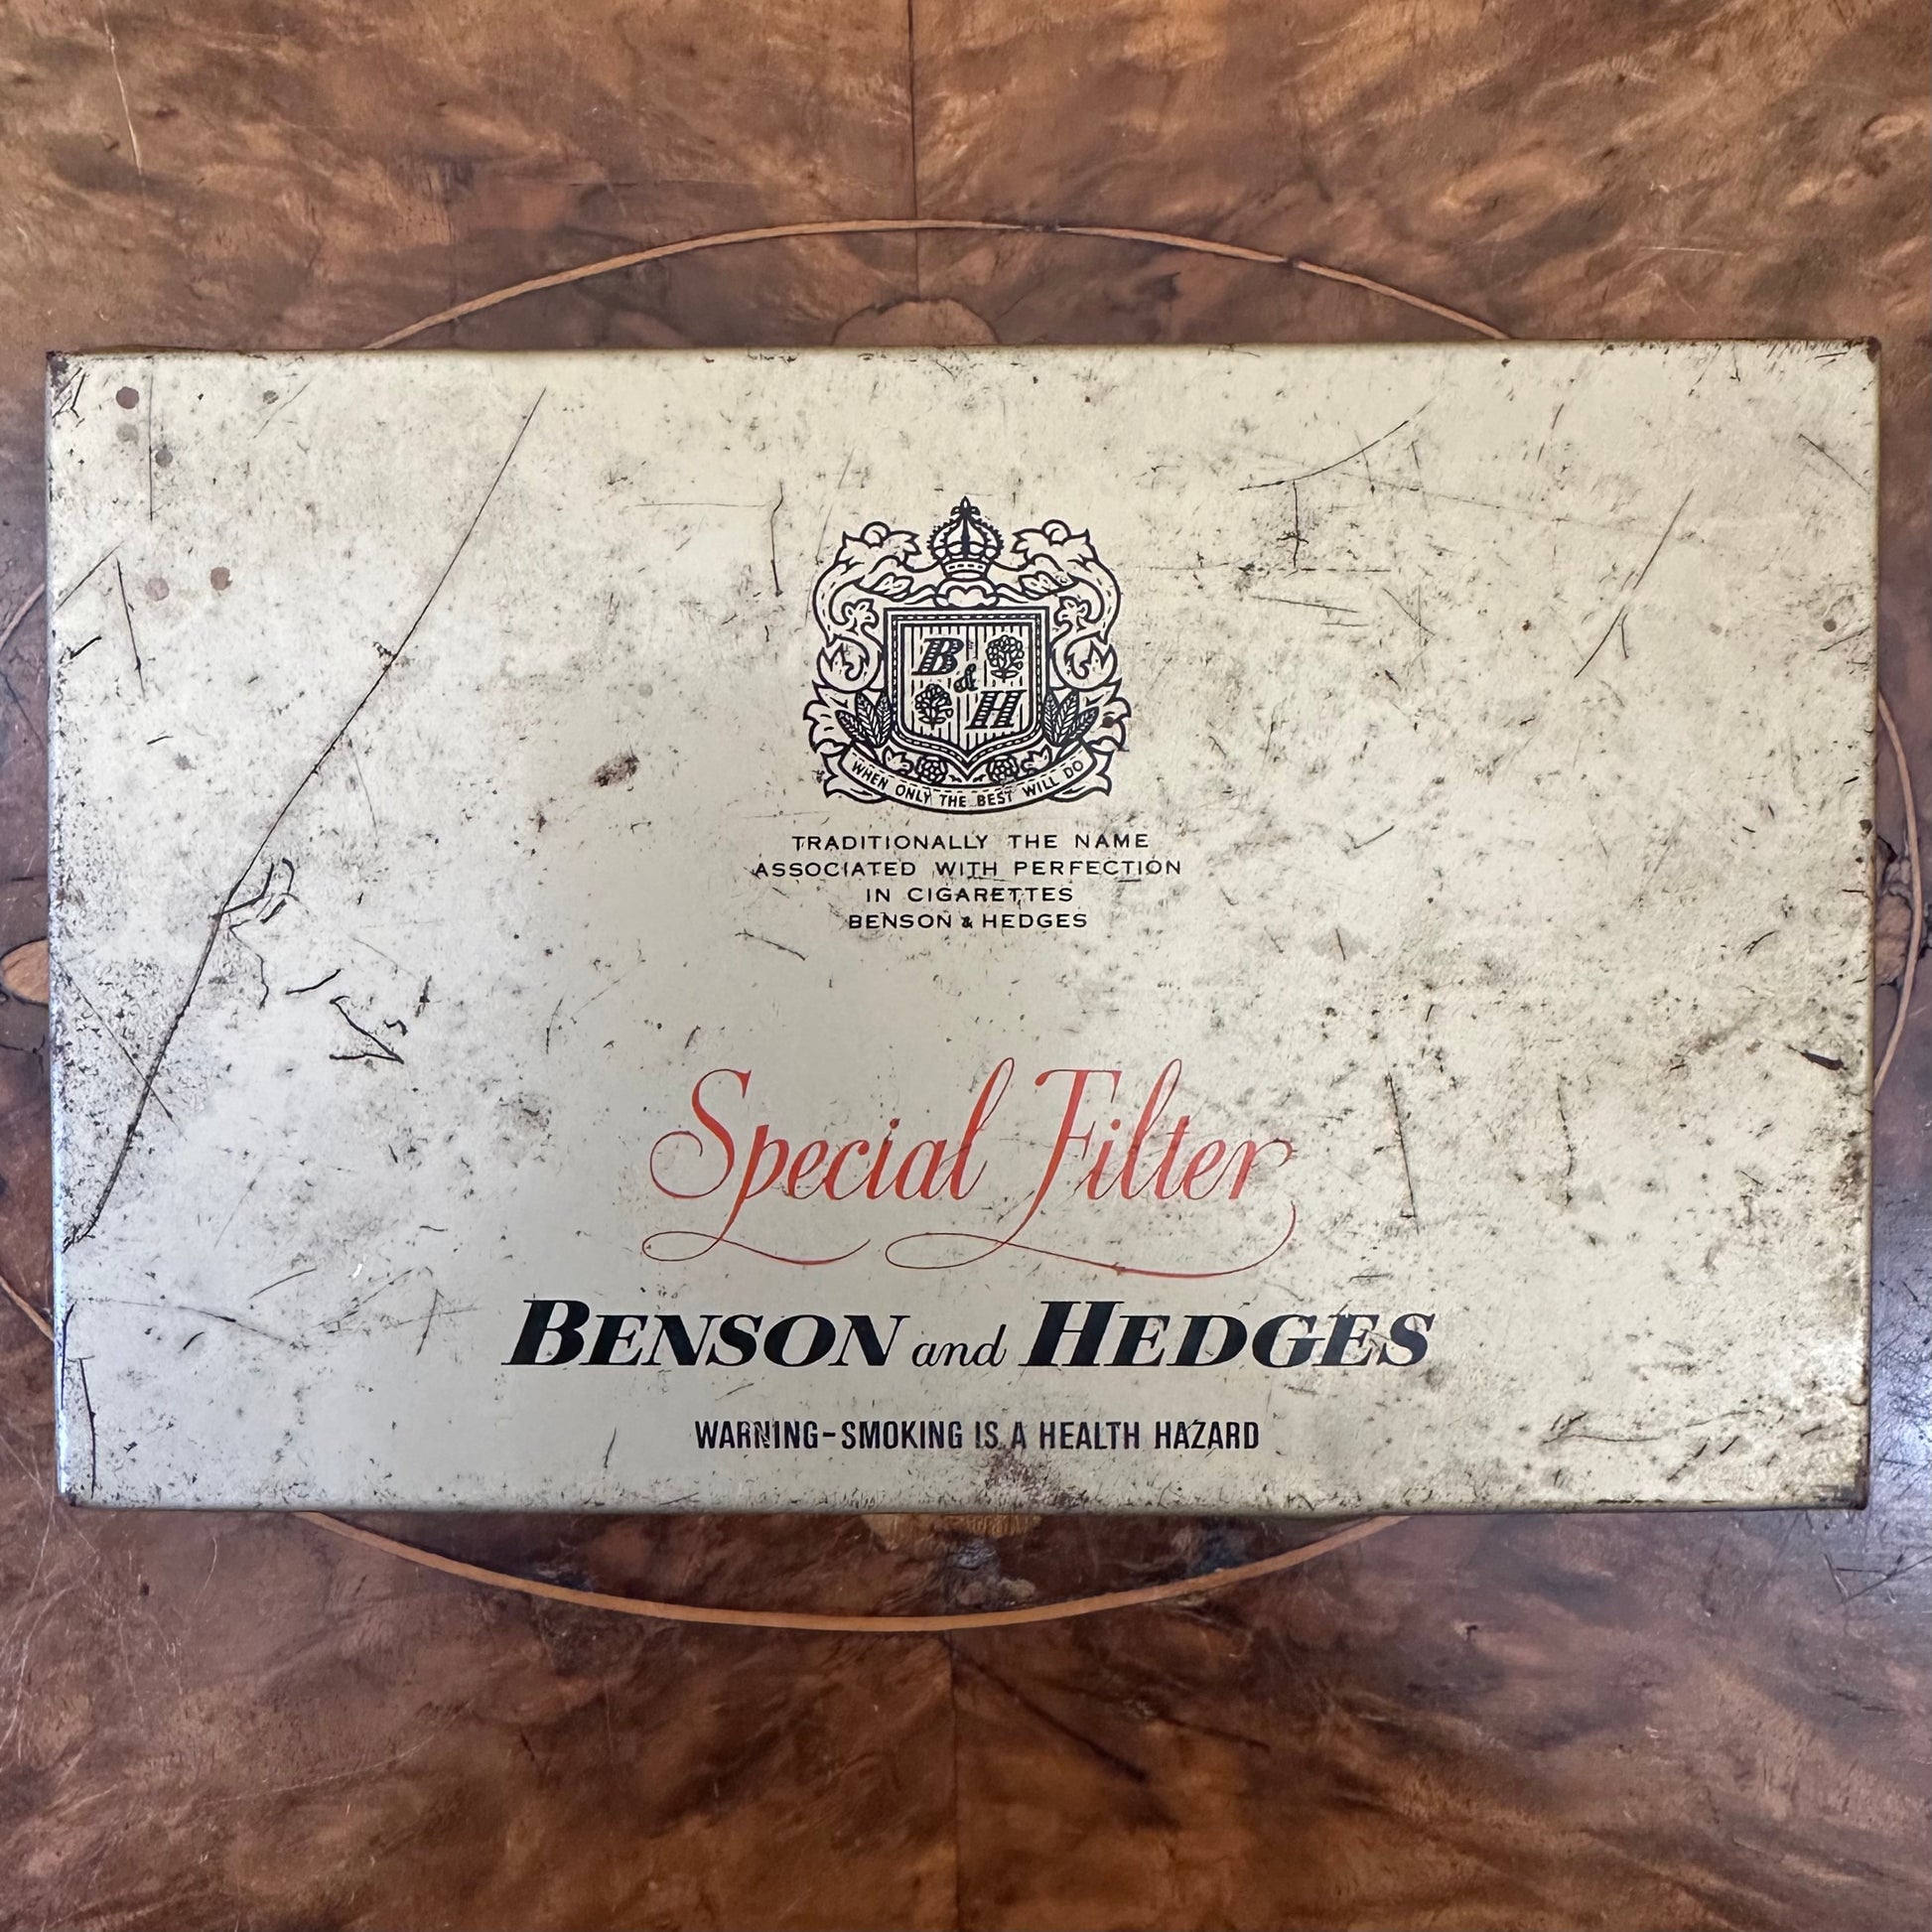 B & H
WHEN ONLY THE BEST WILL DO
TRADITIONALLY THE NAME
ASSOCIATED WITH PERFECTION
IN CIGARETTES
BENSON & HEDGES
Special Filter
BENSON and HEDGES
WARNING-SMOKING IS A HEALTH HAZARD